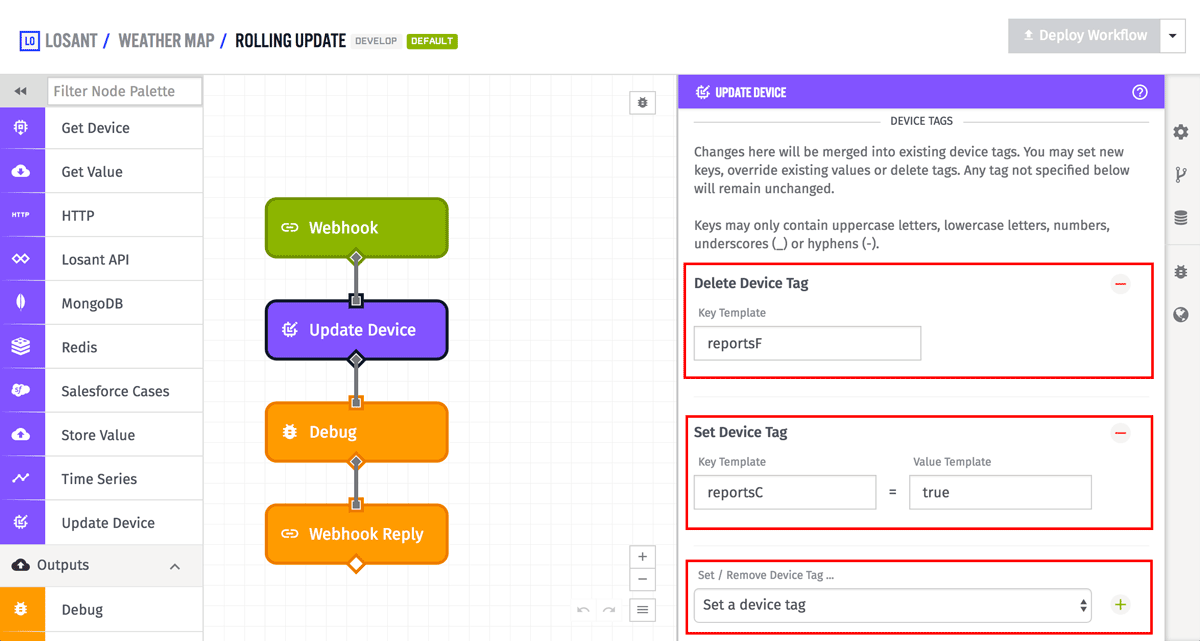 LO LOSANT / WEATHER MAP / ROLLING UPDATE DEVELOP DEFAULT
Deploy Workflow
Filter Node Palette
Get Device
Get Value
HTTP HTTP
Losant API
MongoDB
Redis
sf Salesforce Cases
Store Value
Time Series
Update Device
Outputs
Debug
Webhook
Update Device
Debug
Webhook Reply
+
−
UPDATE DEVICE ?
DEVICE TAGS
Changes here will be merged into existing device tags. You may set new
keys, override existing values or delete tags. Any tag not specified below
will remain unchanged.
Keys may only contain uppercase letters, lowercase letters, numbers,
underscores (_) or hyphens (-).
Delete Device Tag
Key Template
reportsF
Set Device Tag
Key Template Value Template
reportsC = true
Set / Remove Device Tag ...
Set a device tag +